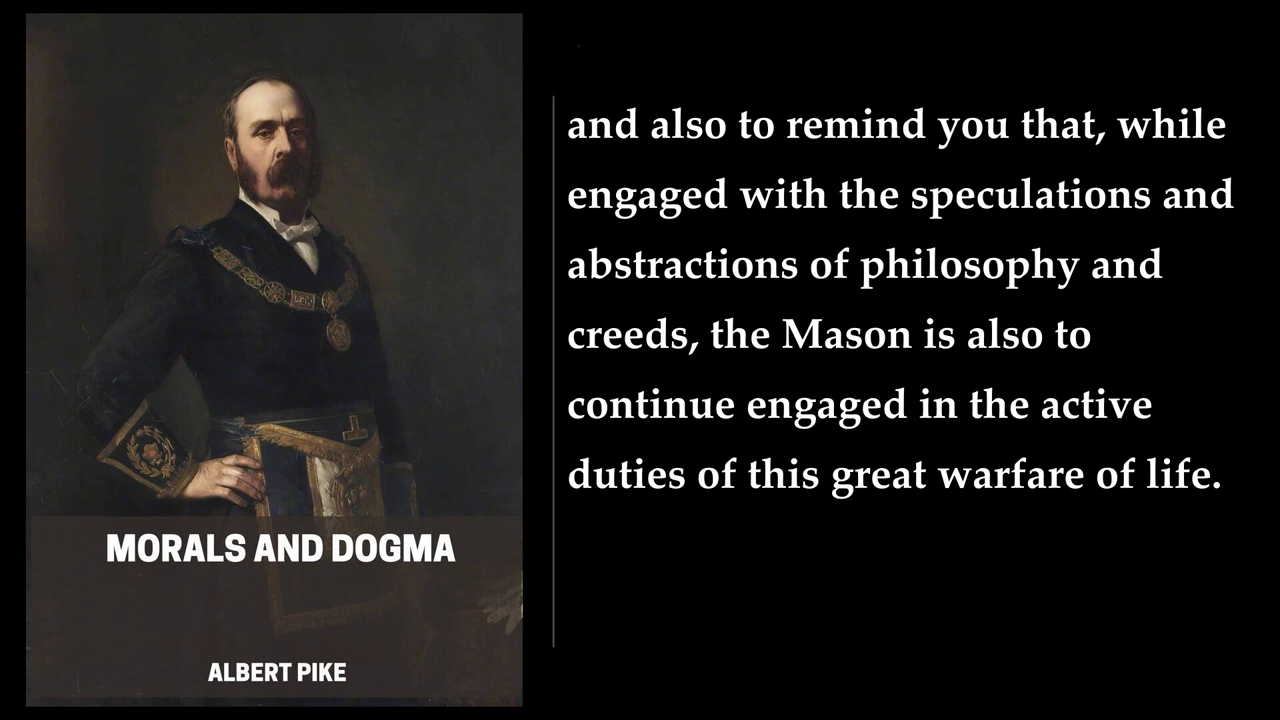 MORALS AND DOGMA
ALBERT PIKE
and also to remind you that, while
engaged with the speculations and
abstractions of philosophy and
creeds, the Mason is also to
continue engaged in the active
duties of this great warfare of life.